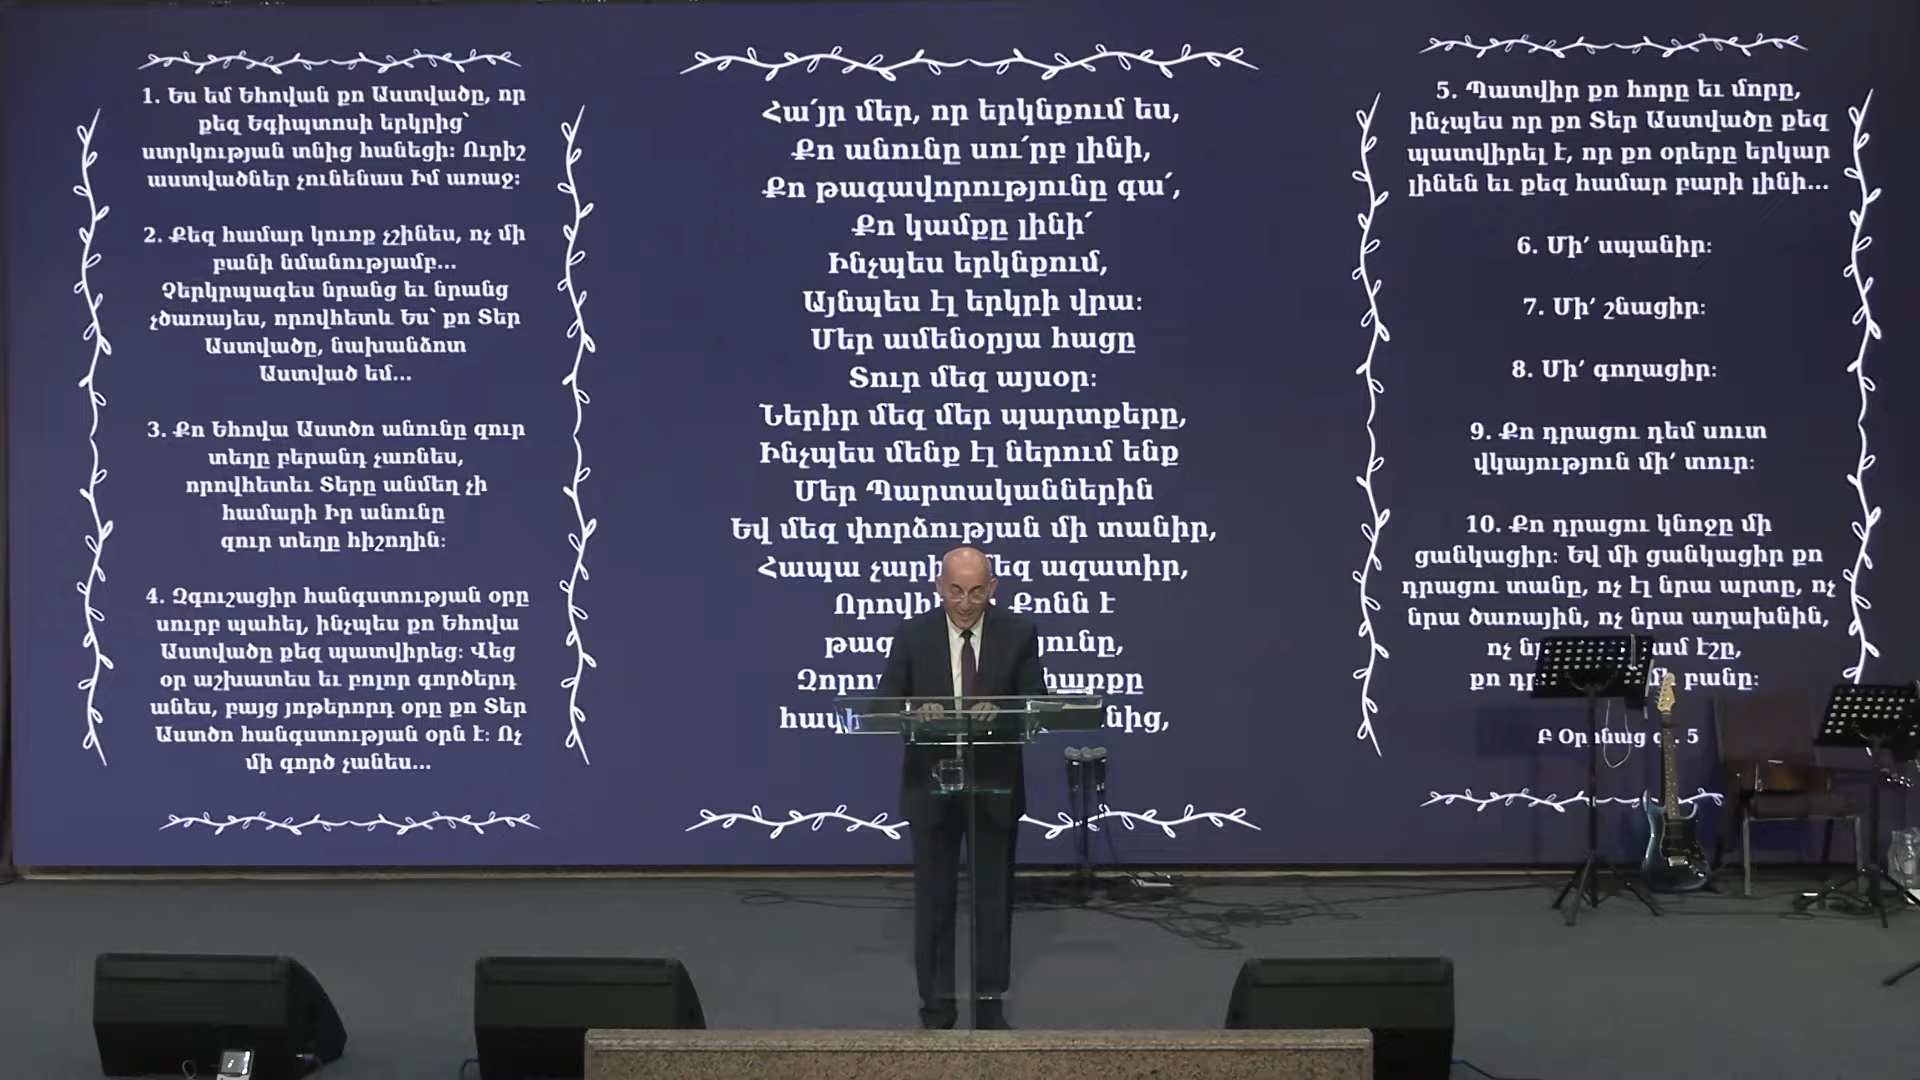 1. Ես եմ Եհովան քո Աստվածը, որ
քեզ Եգիպտոսի երկրից՝
ստրկության տնից հանեցի: Ուրիշ
աստվածներ չունենաս Իմ առաջ:
2. Քեզ համար կուռք չշինես, ոչ մի
բանի նմանությամբ...
Չերկրպագես նրանց եւ նրանց
չծառայես, որովհետև Ես՝ քո Տեր
Աստվածը, նախանձոտ
Աստված եմ...
3. Քո Եհովա Աստծո անունը զուր
տեղը բերանդ չառնես,
որովհետեւ Տերը անմեղ չի
համարի Իր անունը
զուր տեղը հիշողին:
4. Զգուշացիր հանգստության օրը
սուրբ պահել, ինչպես քո Եհովա
Աստվածը քեզ պատվիրեց: Վեց
օր աշխատես եւ բոլոր գործերդ
անես, բայց յոթերորդ օրը քո Տեր
Աստծո հանգստության օրն է: Ոչ
մի գործ չանես...
Հա՛յր մեր, որ երկնքում ես,
Քո անունը սու՛րբ լինի,
Քո թագավորությունը գա՛,
Քո կամքը լինի՛
Ինչպես երկնքում,
Այնպես էլ երկրի վրա:
Մեր ամենօրյա հացը
Տուր մեզ այսօր:
Ներիր մեզ մեր պարտքերը,
Ինչպես մենք էլ ներում ենք
Մեր Պարտականներին
Եվ մեզ փորձության մի տանիր,
Հապա մեզ ազատիր,
Քոնն է
5. Պատվիր քո հորը եւ մորը,
ինչպես որ քո Տեր Աստվածը քեզ
պատվիրել է, որ քո օրերը երկար
լինեն եւ քեզ համար բարի լինի...
6. Մի՛ սպանիր:
7. Մի՛ շնացիր:
8. Մի՛ գողացիր:
9. Քո դրացու դեմ սուտ
վկայություն մի՛ տուր:
10. Քո դրացու կնոջը մի
ցանկացիր: Եվ մի ցանկացիր քո
դրացու տանը, ոչ էլ նրա արտը, ոչ
նրա ծառային, ոչ նրա աղախնին,
ոչ էշը,
քո բանը:
Բ 5